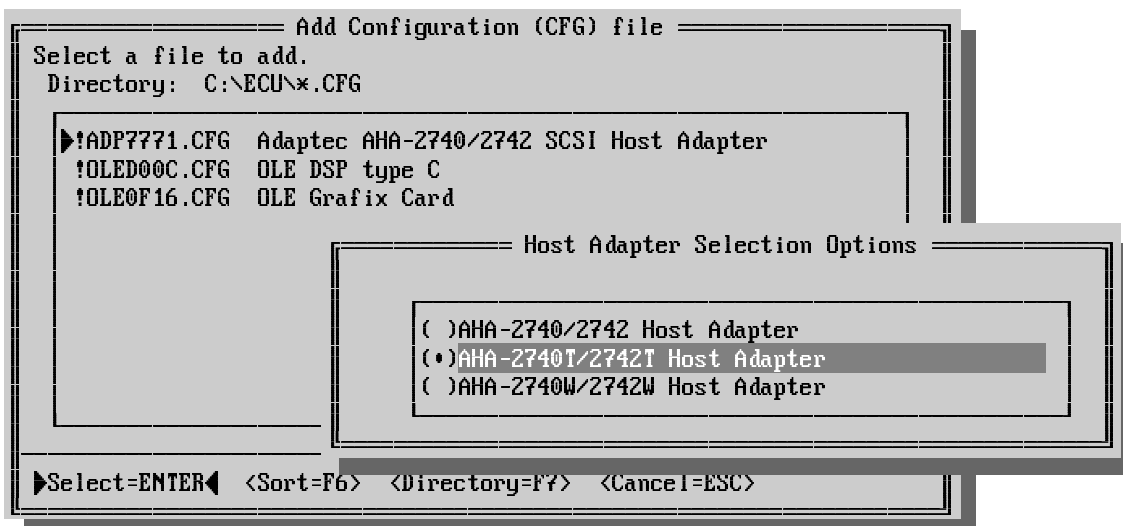 Add Configuration (CFG) file
Select a file to add.
Directory: C:\ECU\*.CFG
!ADP7771.CFG Adaptec AHA-2740/2742 SCSI Host Adapter
!OLED00C.CFG OLE DSP type C
!OLE0F16.CFG OLE Grafix Card
Host Adapter Selection Options
( )AHA-2740/2742 Host Adapter
(•)AHA-2740T/2742T Host Adapter
( )AHA-2740W/2742W Host Adapter
Select=ENTER <Sort=F6> <Directory=F7> <Cancel=ESC>